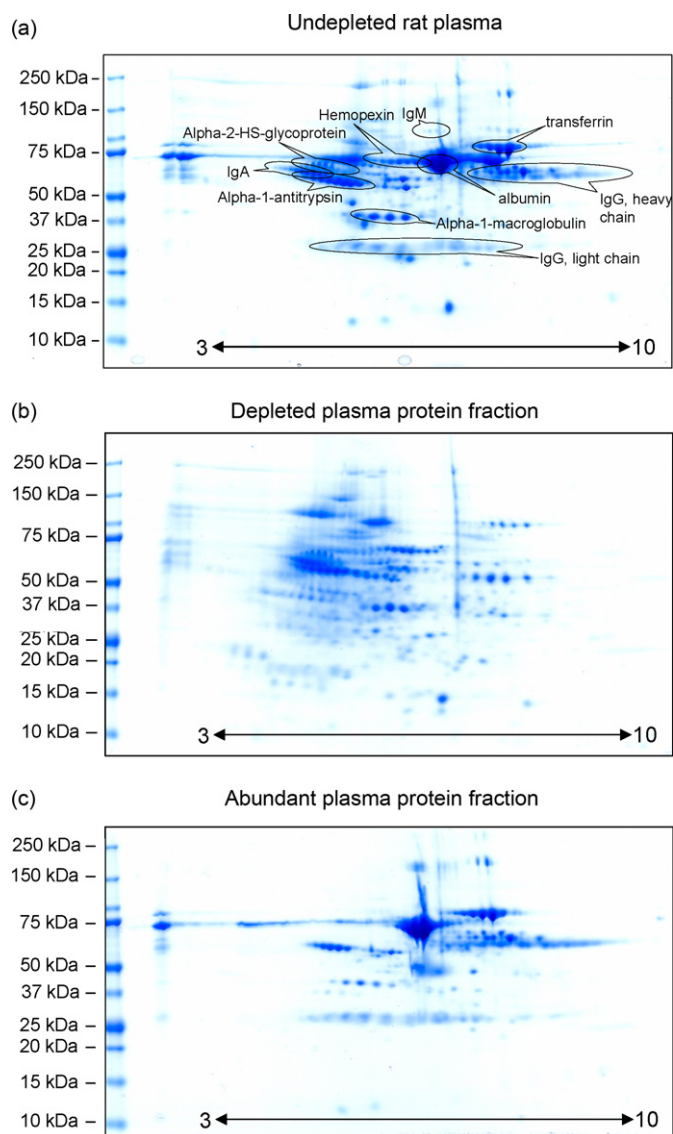 (a)
Undepleted rat plasma
250 kDa –
150 kDa –
75 kDa –
50 kDa –
37 kDa –
25 kDa –
20 kDa –
15 kDa –
10 kDa –
Hemopexin
IgM
Alpha-2-HS-glycoprotein
transferrin
IgA
Alpha-1-antitrypsin
albumin
IgG, heavy
chain
Alpha-1-macroglobulin
IgG, light chain
3
10
(b)
Depleted plasma protein fraction
250 kDa –
150 kDa –
75 kDa –
50 kDa –
37 kDa –
25 kDa –
20 kDa –
15 kDa –
10 kDa –
3
10
(c)
Abundant plasma protein fraction
250 kDa –
150 kDa –
75 kDa –
50 kDa –
37 kDa –
25 kDa –
20 kDa –
15 kDa –
10 kDa –
3
10